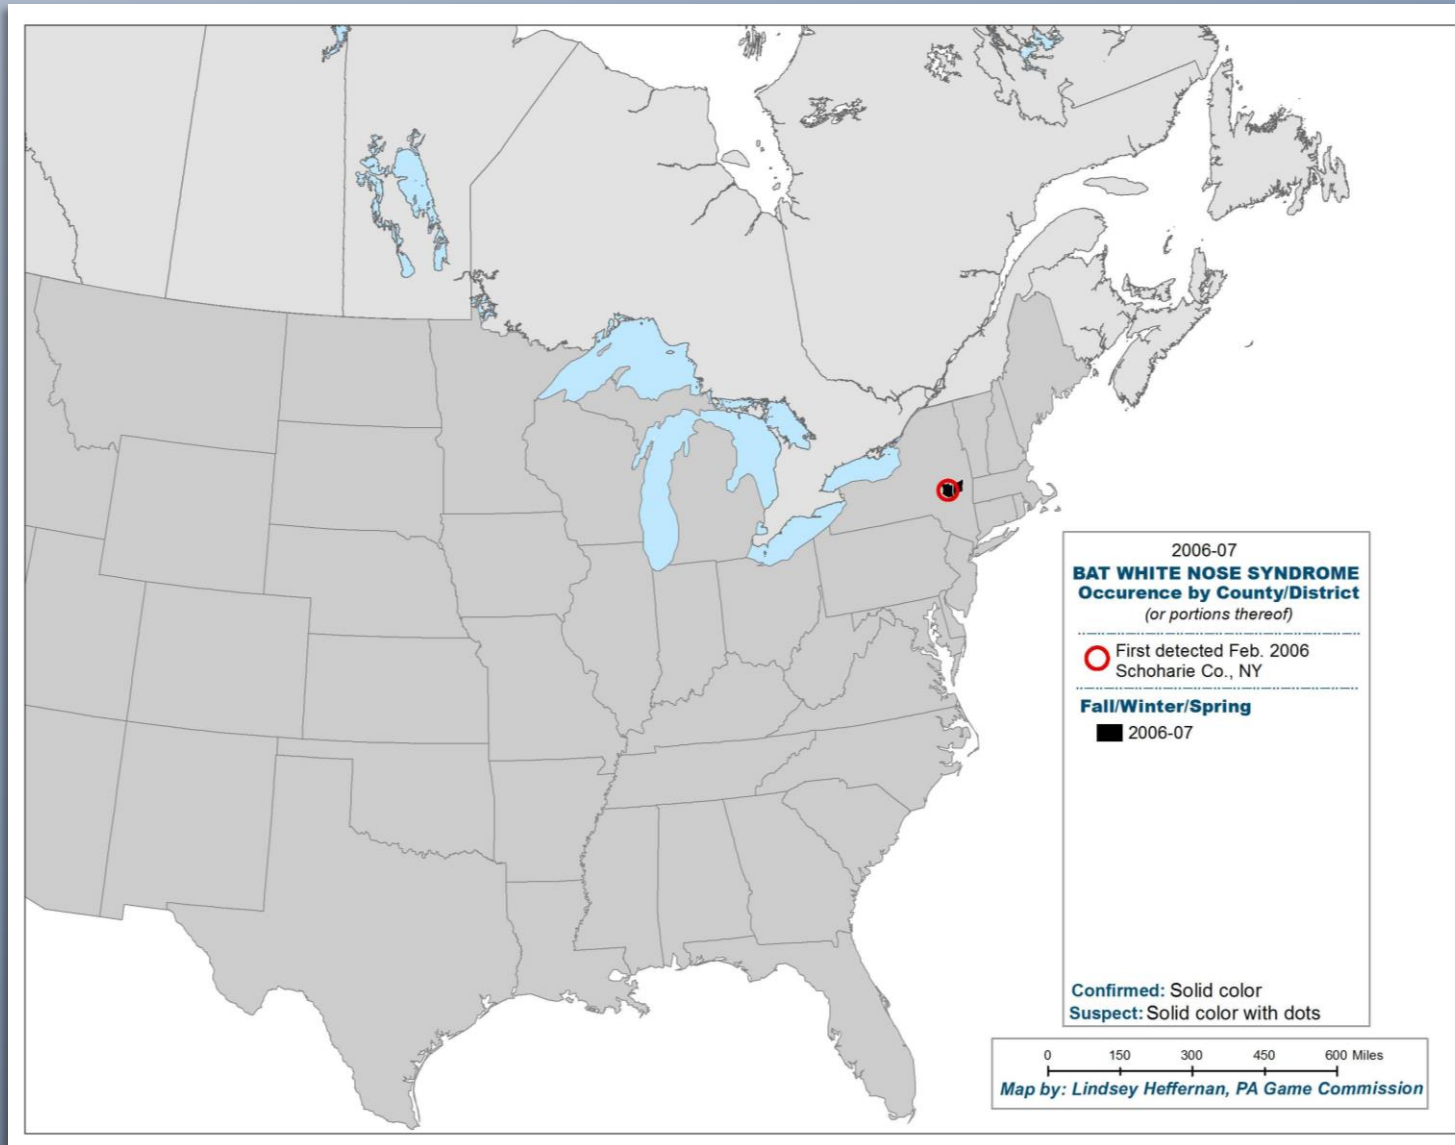 2006-07
BAT WHITE NOSE SYNDROME
Occurence by County/District
(or portions thereof)
First detected Feb. 2006
Schoharie Co., NY
Fall/Winter/Spring
2006-07
Confirmed: Solid color
Suspect: Solid color with dots
0 150 300 450 600 Miles
Map by: Lindsey Heffernan, PA Game Commission